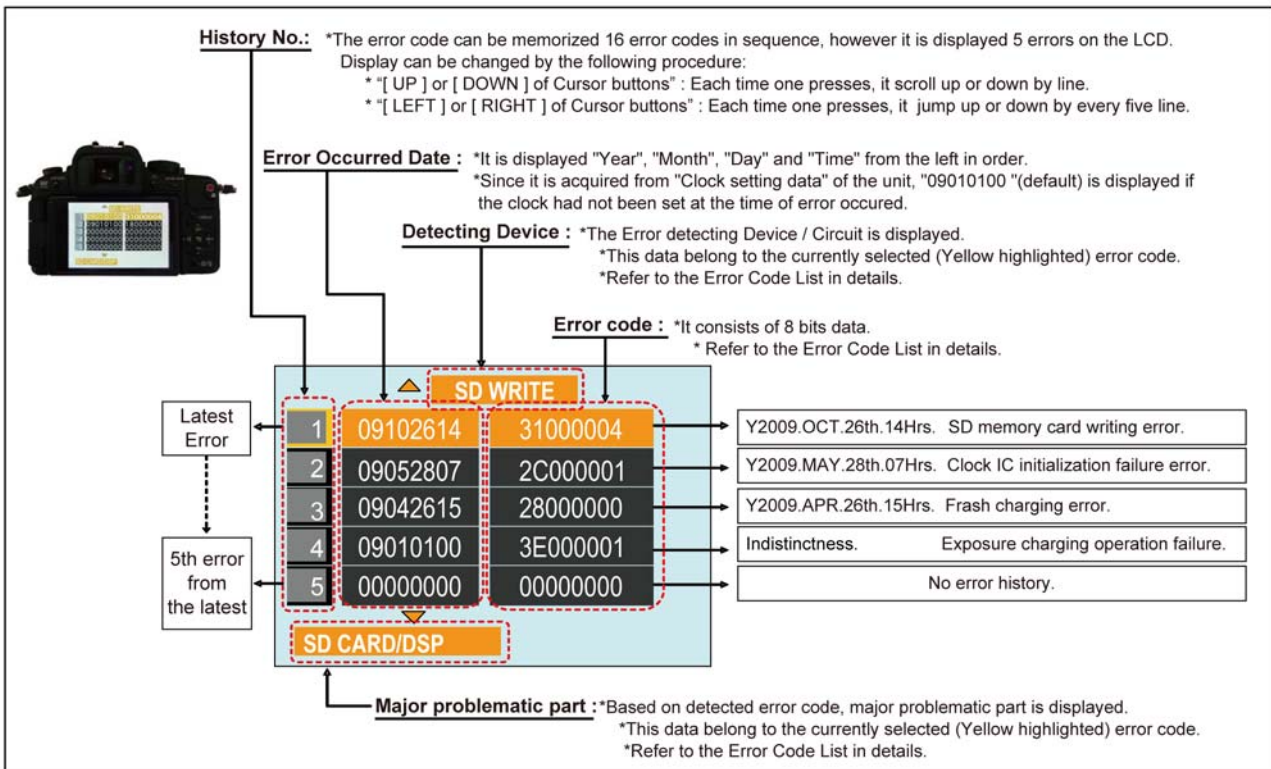 History No.: *The error code can be memorized 16 error codes in sequence, however it is displayed 5 errors on the LCD.
Display can be changed by the following procedure:
* "[ UP ] or [ DOWN ] of Cursor buttons" : Each time one presses, it scroll up or down by line.
* "[ LEFT ] or [ RIGHT ] of Cursor buttons" : Each time one presses, it jump up or down by every five line.
Error Occurred Date : *It is displayed "Year", "Month", "Day" and "Time" from the left in order.
*Since it is acquired from "Clock setting data" of the unit, "09010100 "(default) is displayed if
the clock had not been set at the time of error occured.
Detecting Device : *The Error detecting Device / Circuit is displayed.
*This data belong to the currently selected (Yellow highlighted) error code.
*Refer to the Error Code List in details.
Error code : *It consists of 8 bits data.
* Refer to the Error Code List in details.
SD WRITE
Latest
Error
1 09102614 31000004 Y2009.OCT.26th.14Hrs. SD memory card writing error.
2 09052807 2C000001 Y2009.MAY.28th.07Hrs. Clock IC initialization failure error.
3 09042615 28000000 Y2009.APR.26th.15Hrs. Frash charging error.
4 09010100 3E000001 Indistinctness. Exposure charging operation failure.
5 00000000 00000000 No error history.
5th error
from
the latest
SD CARD/DSP
Major problematic part : *Based on detected error code, major problematic part is displayed.
*This data belong to the currently selected (Yellow highlighted) error code.
*Refer to the Error Code List in details.